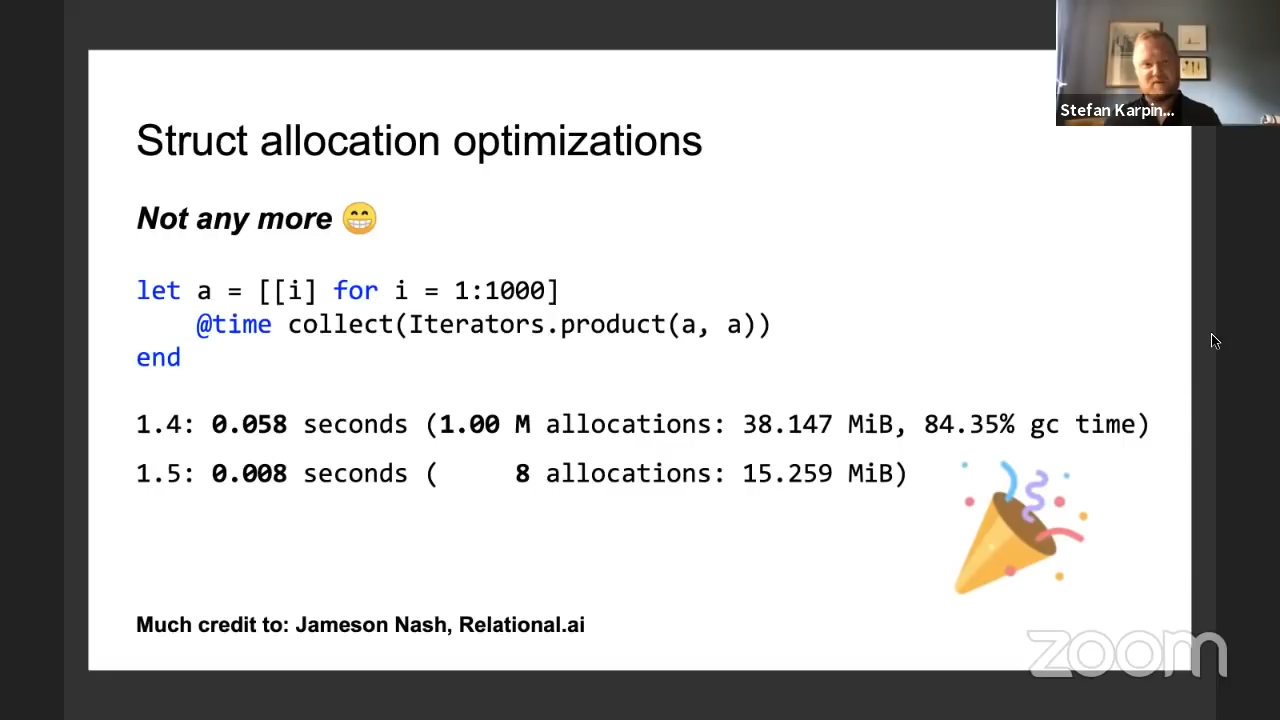 Stefan Karpin...
Struct allocation optimizations
Not any more 😁
let a = [[i] for i = 1:1000]
    @time collect(Iterators.product(a, a))
end
1.4: 0.058 seconds (1.00 M allocations: 38.147 MiB, 84.35% gc time)
1.5: 0.008 seconds (     8 allocations: 15.259 MiB)
Much credit to: Jameson Nash, Relational.ai
zoom